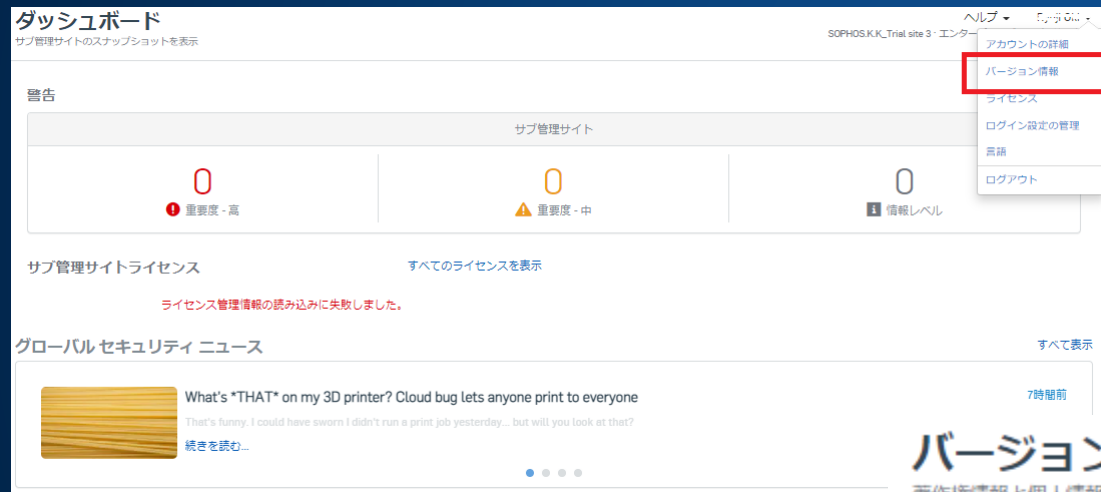 ダッシュボード
サブ管理サイトのスナップショットを表示
ヘルプ
SOPHOS.K.K_Trial site 3 · エンター
アカウントの詳細
バージョン情報
ライセンス
ログイン設定の管理
言語
ログアウト
警告
サブ管理サイト
0
重要度 - 高
0
重要度 - 中
0
情報レベル
サブ管理サイトライセンス
すべてのライセンスを表示
ライセンス管理情報の読み込みに失敗しました。
グローバル セキュリティ ニュース
すべて表示
What's *THAT* on my 3D printer? Cloud bug lets anyone print to everyone
7時間前
That's funny. I could have sworn I didn't run a print job yesterday... but will you look at that?
続きを読む...
バージョン
著作権情報と個人情報